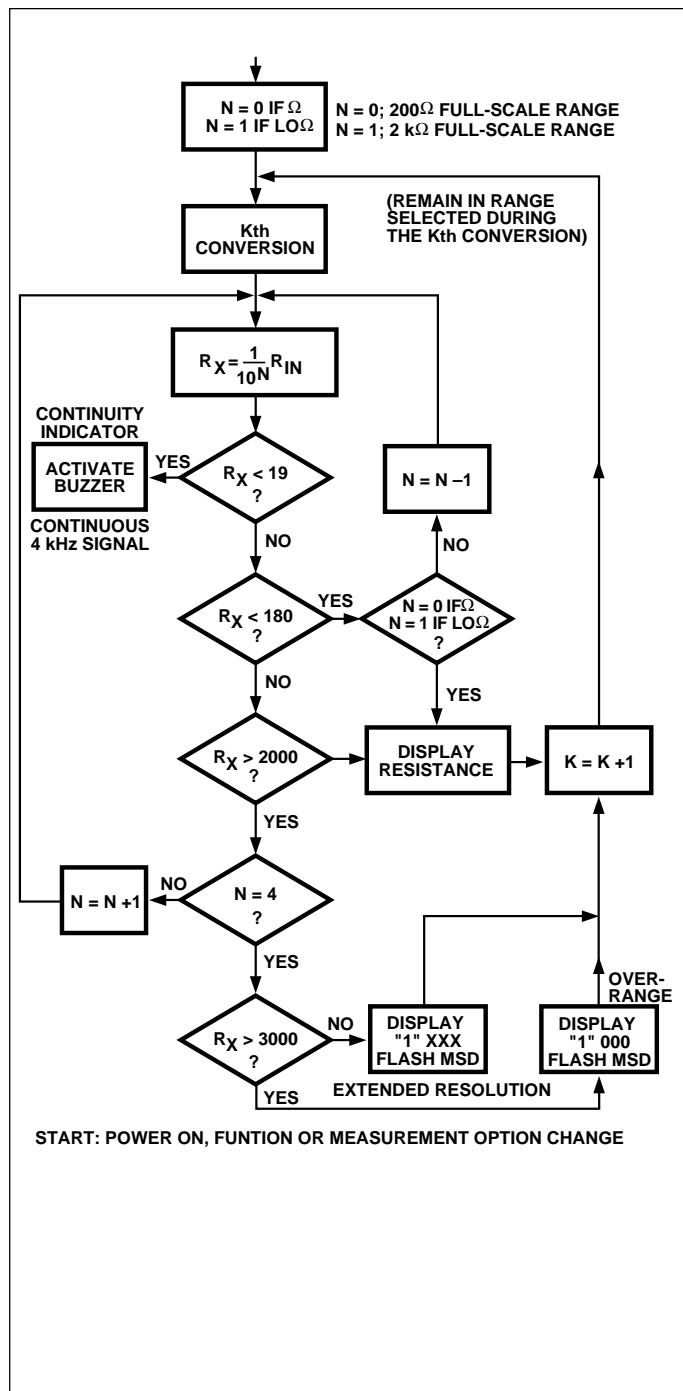 N = 0 IF Ω
N = 1 IF LOΩ
N = 0; 200Ω FULL-SCALE RANGE
N = 1; 2 kΩ FULL-SCALE RANGE
(REMAIN IN RANGE
SELECTED DURING
THE Kth CONVERSION)
Kth
CONVERSION
RX = 1/10N RIN
CONTINUITY
INDICATOR
ACTIVATE
BUZZER
CONTINUOUS
4 kHz SIGNAL
YES
RX < 19
?
NO
N = N –1
NO
RX < 180
?
YES
N = 0 IFΩ
N = 1 IF LOΩ
?
NO
YES
RX > 2000
?
DISPLAY
RESISTANCE
K = K +1
YES
N = N +1
NO
N = 4
?
YES
RX > 3000
?
NO
DISPLAY
"1" XXX
FLASH MSD
OVER-
RANGE
DISPLAY
"1" 000
FLASH MSD
YES
EXTENDED RESOLUTION
START: POWER ON, FUNTION OR MEASUREMENT OPTION CHANGE